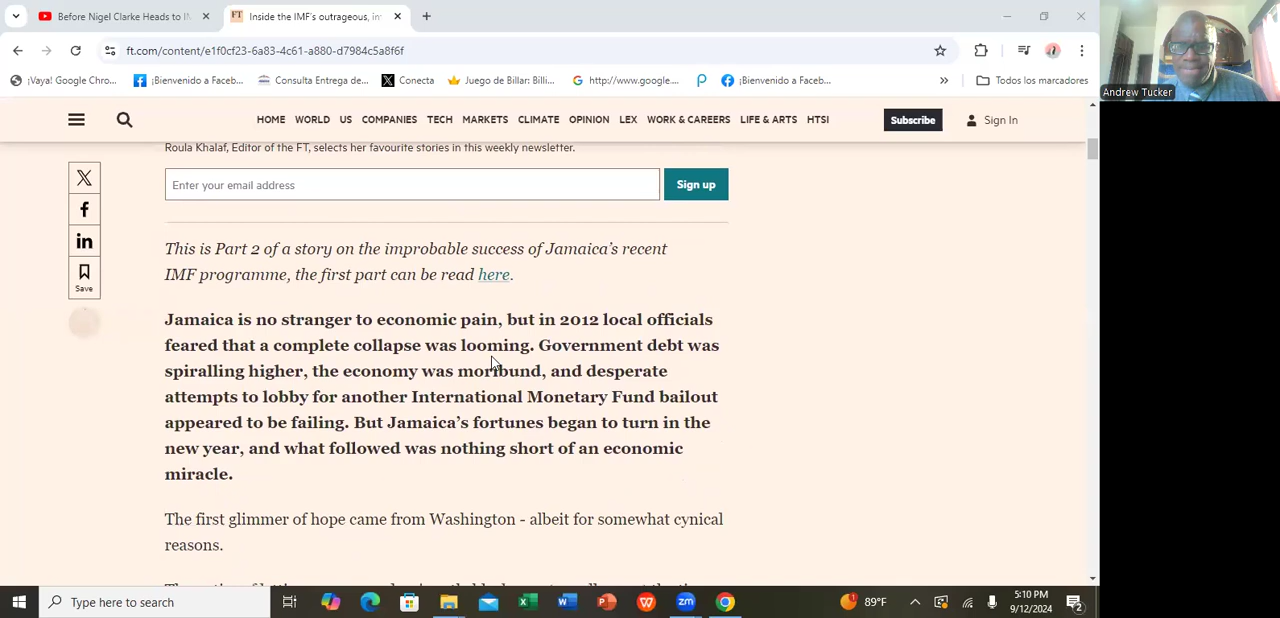 Before Nigel Clarke Heads to I
Inside the IMF's outrageous, in
ft.com/content/e1f0cf23-6a83-4c61-a880-d7984c5a8f6f
¡Vaya! Google Chro... ¡Bienvenido a Faceb... Consulta Entrega de... Conecta Juego de Billar: Billi... http://www.google.... ¡Bienvenido a Faceb... Todos los marcadores
Andrew Tucker
HOME WORLD US COMPANIES TECH MARKETS CLIMATE OPINION LEX WORK & CAREERS LIFE & ARTS HTSI Subscribe Sign In
Roula Khalaf, Editor of the FT, selects her favourite stories in this weekly newsletter.
Enter your email address Sign up
This is Part 2 of a story on the improbable success of Jamaica's recent
IMF programme, the first part can be read here.
Save
Jamaica is no stranger to economic pain, but in 2012 local officials
feared that a complete collapse was looming. Government debt was
spiralling higher, the economy was moribund, and desperate
attempts to lobby for another International Monetary Fund bailout
appeared to be failing. But Jamaica's fortunes began to turn in the
new year, and what followed was nothing short of an economic
miracle.
The first glimmer of hope came from Washington - albeit for somewhat cynical
reasons.
Type here to search 89°F 5:10 PM
9/12/2024